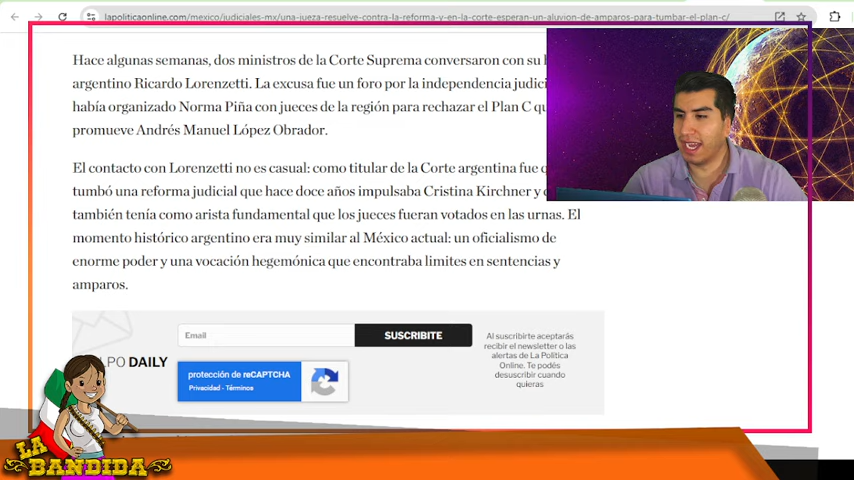 lapoliticaonline.com/mexico/judiciales-mx/una-jueza-resuelve-contra-la-reforma-y-en-la-corte-esperan-un-aluvion-de-amparos-para-tumbar-el-plan-c/
Hace algunas semanas, dos ministros de la Corte Suprema conversaron con su
argentino Ricardo Lorenzetti. La excusa fue un foro por la independencia judici
había organizado Norma Piña con jueces de la región para rechazar el Plan C
promueve Andrés Manuel López Obrador.
El contacto con Lorenzetti no es casual: como titular de la Corte argentina fue
tumbó una reforma judicial que hace doce años impulsaba Cristina Kirchner y
también tenía como arista fundamental que los jueces fueran votados en las urnas. El
momento histórico argentino era muy similar al México actual: un oficialismo de
enorme poder y una vocación hegemónica que encontraba limites en sentencias y
amparos.
LPO DAILY
Email
SUSCRIBITE
Al suscribirte aceptarás
recibir el newsletter o las
alertas de La Política
Online. Te podés
desuscribir cuando
quieras
protección de reCAPTCHA
Privacidad - Términos
LA
BANDIDA